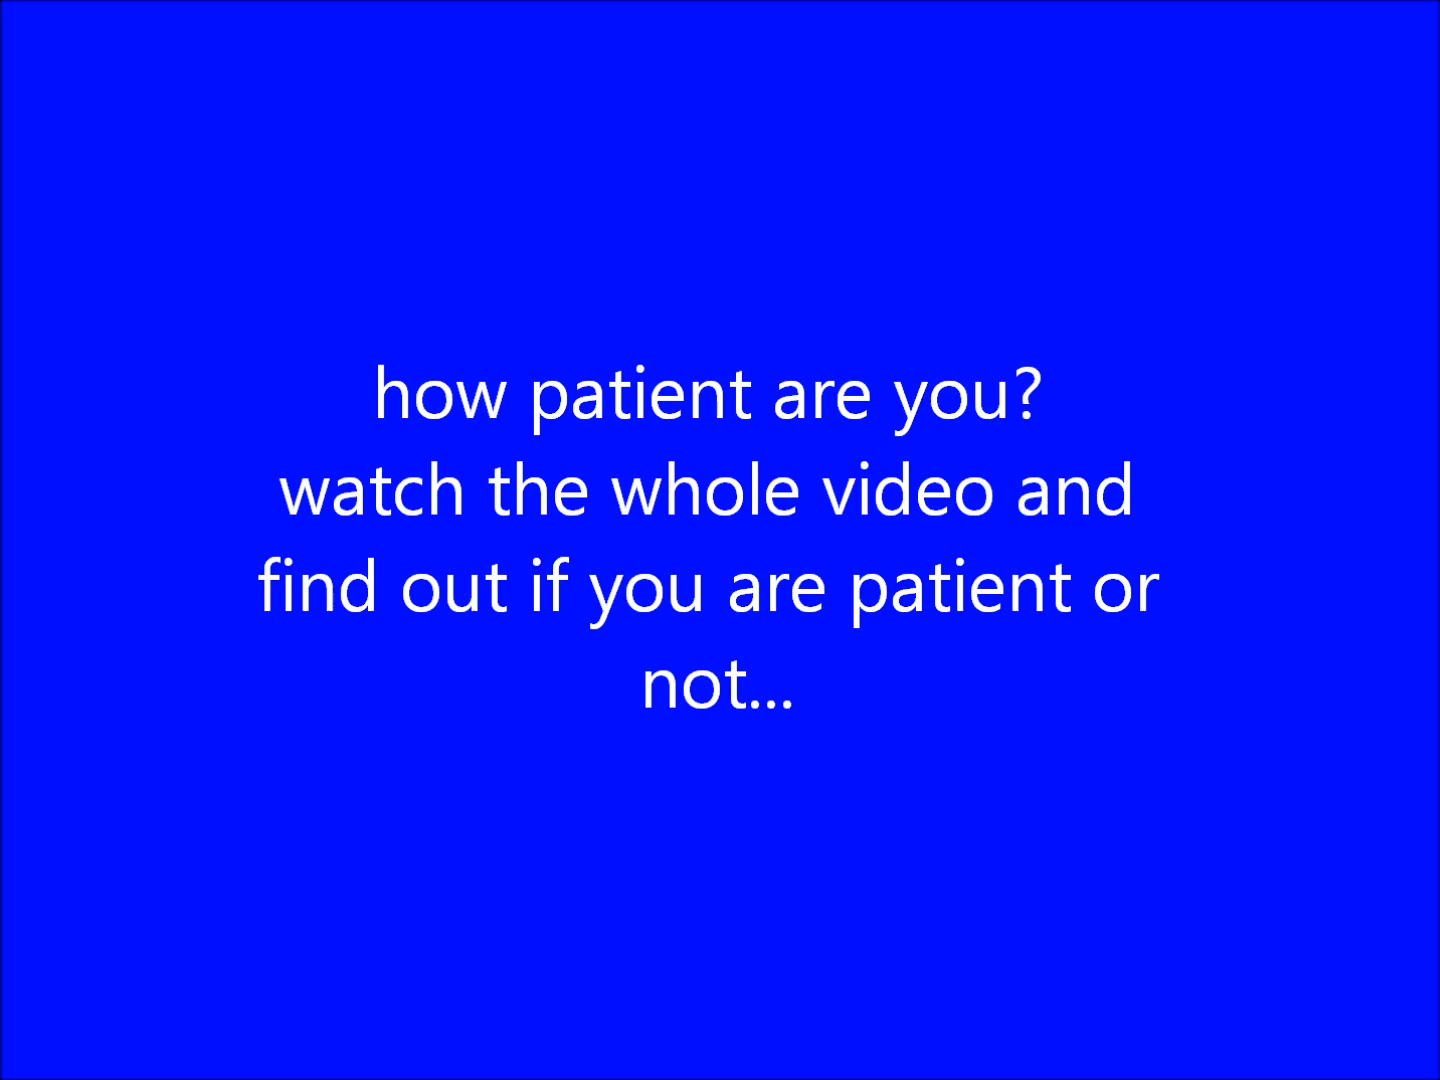 how patient are you?
watch the whole video and
find out if you are patient or
not...